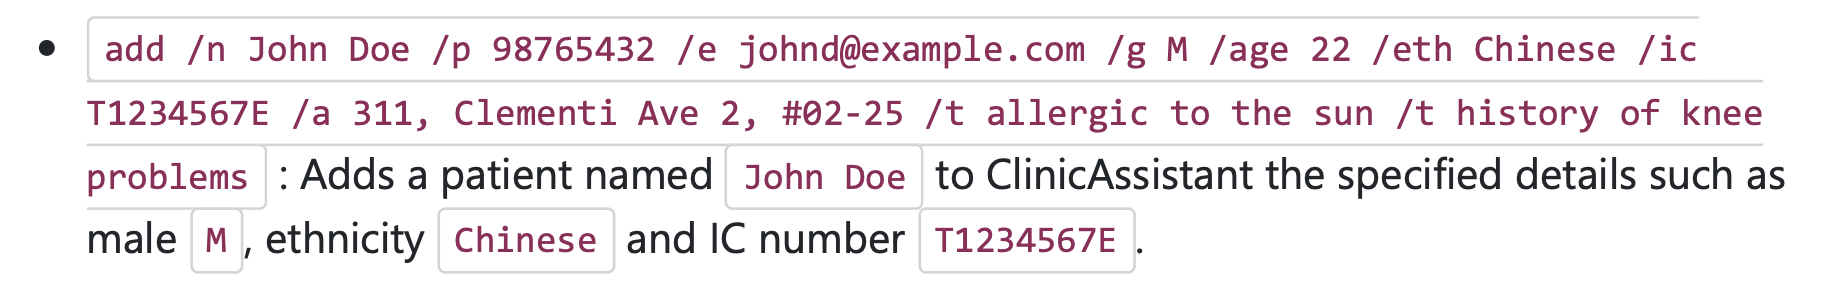 • add /n John Doe /p 98765432 /e johnd@example.com /g M /age 22 /eth Chinese /ic
T1234567E /a 311, Clementi Ave 2, #02-25 /t allergic to the sun /t history of knee
problems : Adds a patient named John Doe to ClinicAssistant the specified details such as
male M, ethnicity Chinese and IC number T1234567E.